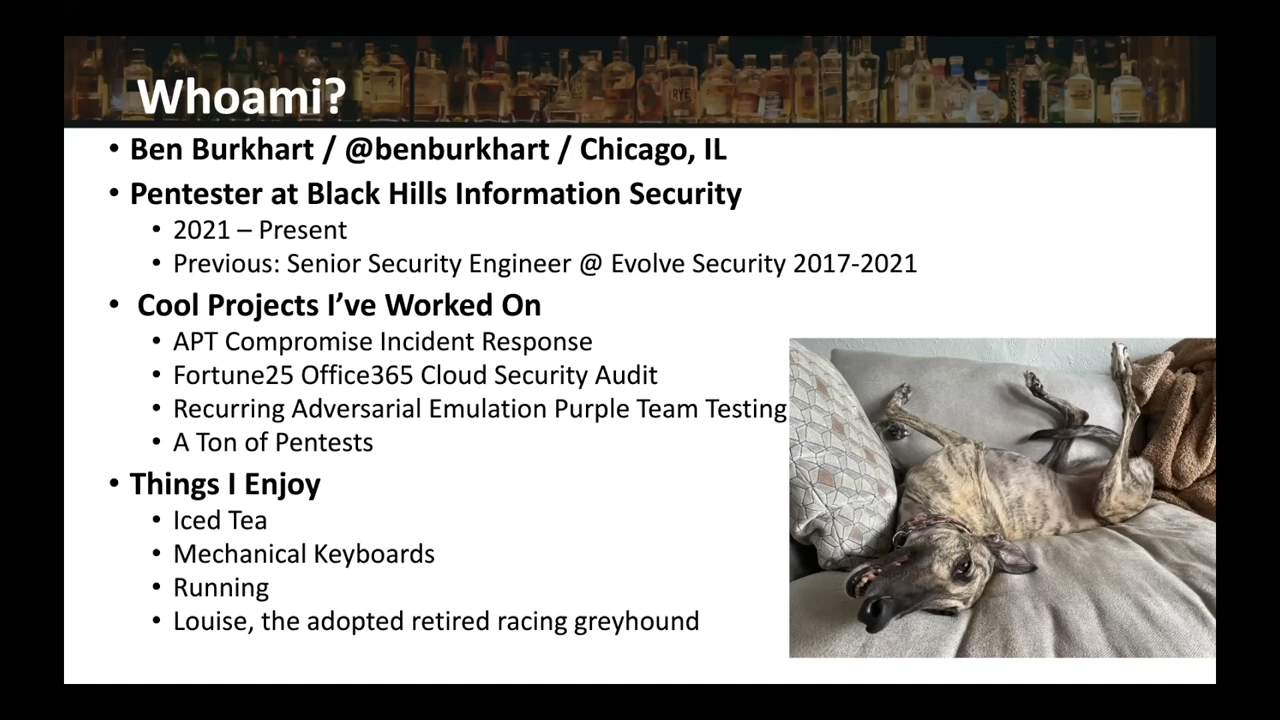 Whoami?
• Ben Burkhart / @benburkhart / Chicago, IL
• Pentester at Black Hills Information Security
• 2021 – Present
• Previous: Senior Security Engineer @ Evolve Security 2017-2021
• Cool Projects I’ve Worked On
• APT Compromise Incident Response
• Fortune25 Office365 Cloud Security Audit
• Recurring Adversarial Emulation Purple Team Testing
• A Ton of Pentests
• Things I Enjoy
• Iced Tea
• Mechanical Keyboards
• Running
• Louise, the adopted retired racing greyhound
RYE